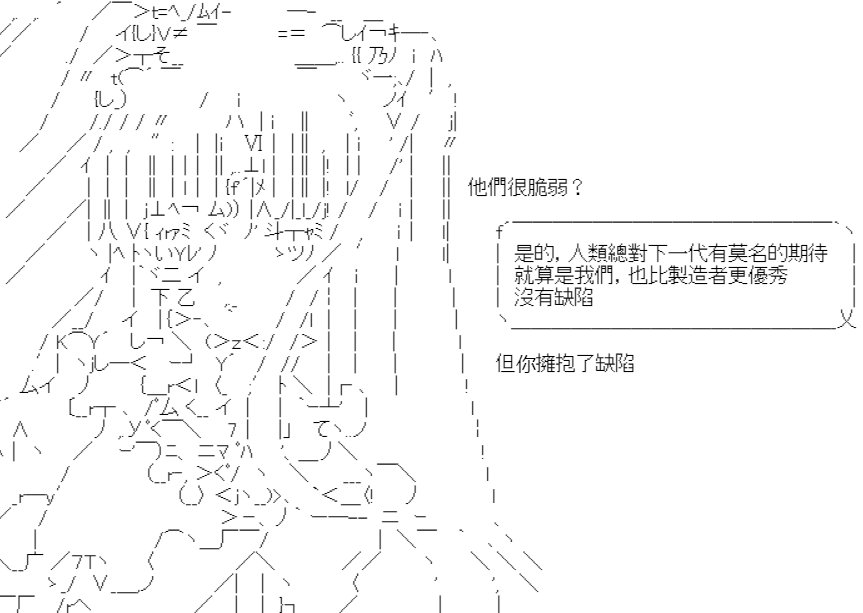 他們很脆弱？
是的, 人類總對下一代有莫名的期待
就算是我們, 也比製造者更優秀
沒有缺陷
但你擁抱了缺陷